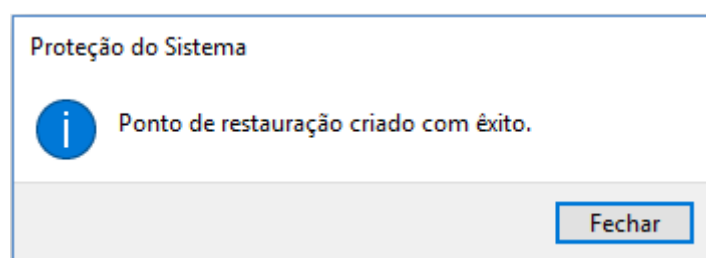 Proteção do Sistema
i
Ponto de restauração criado com êxito.
Fechar